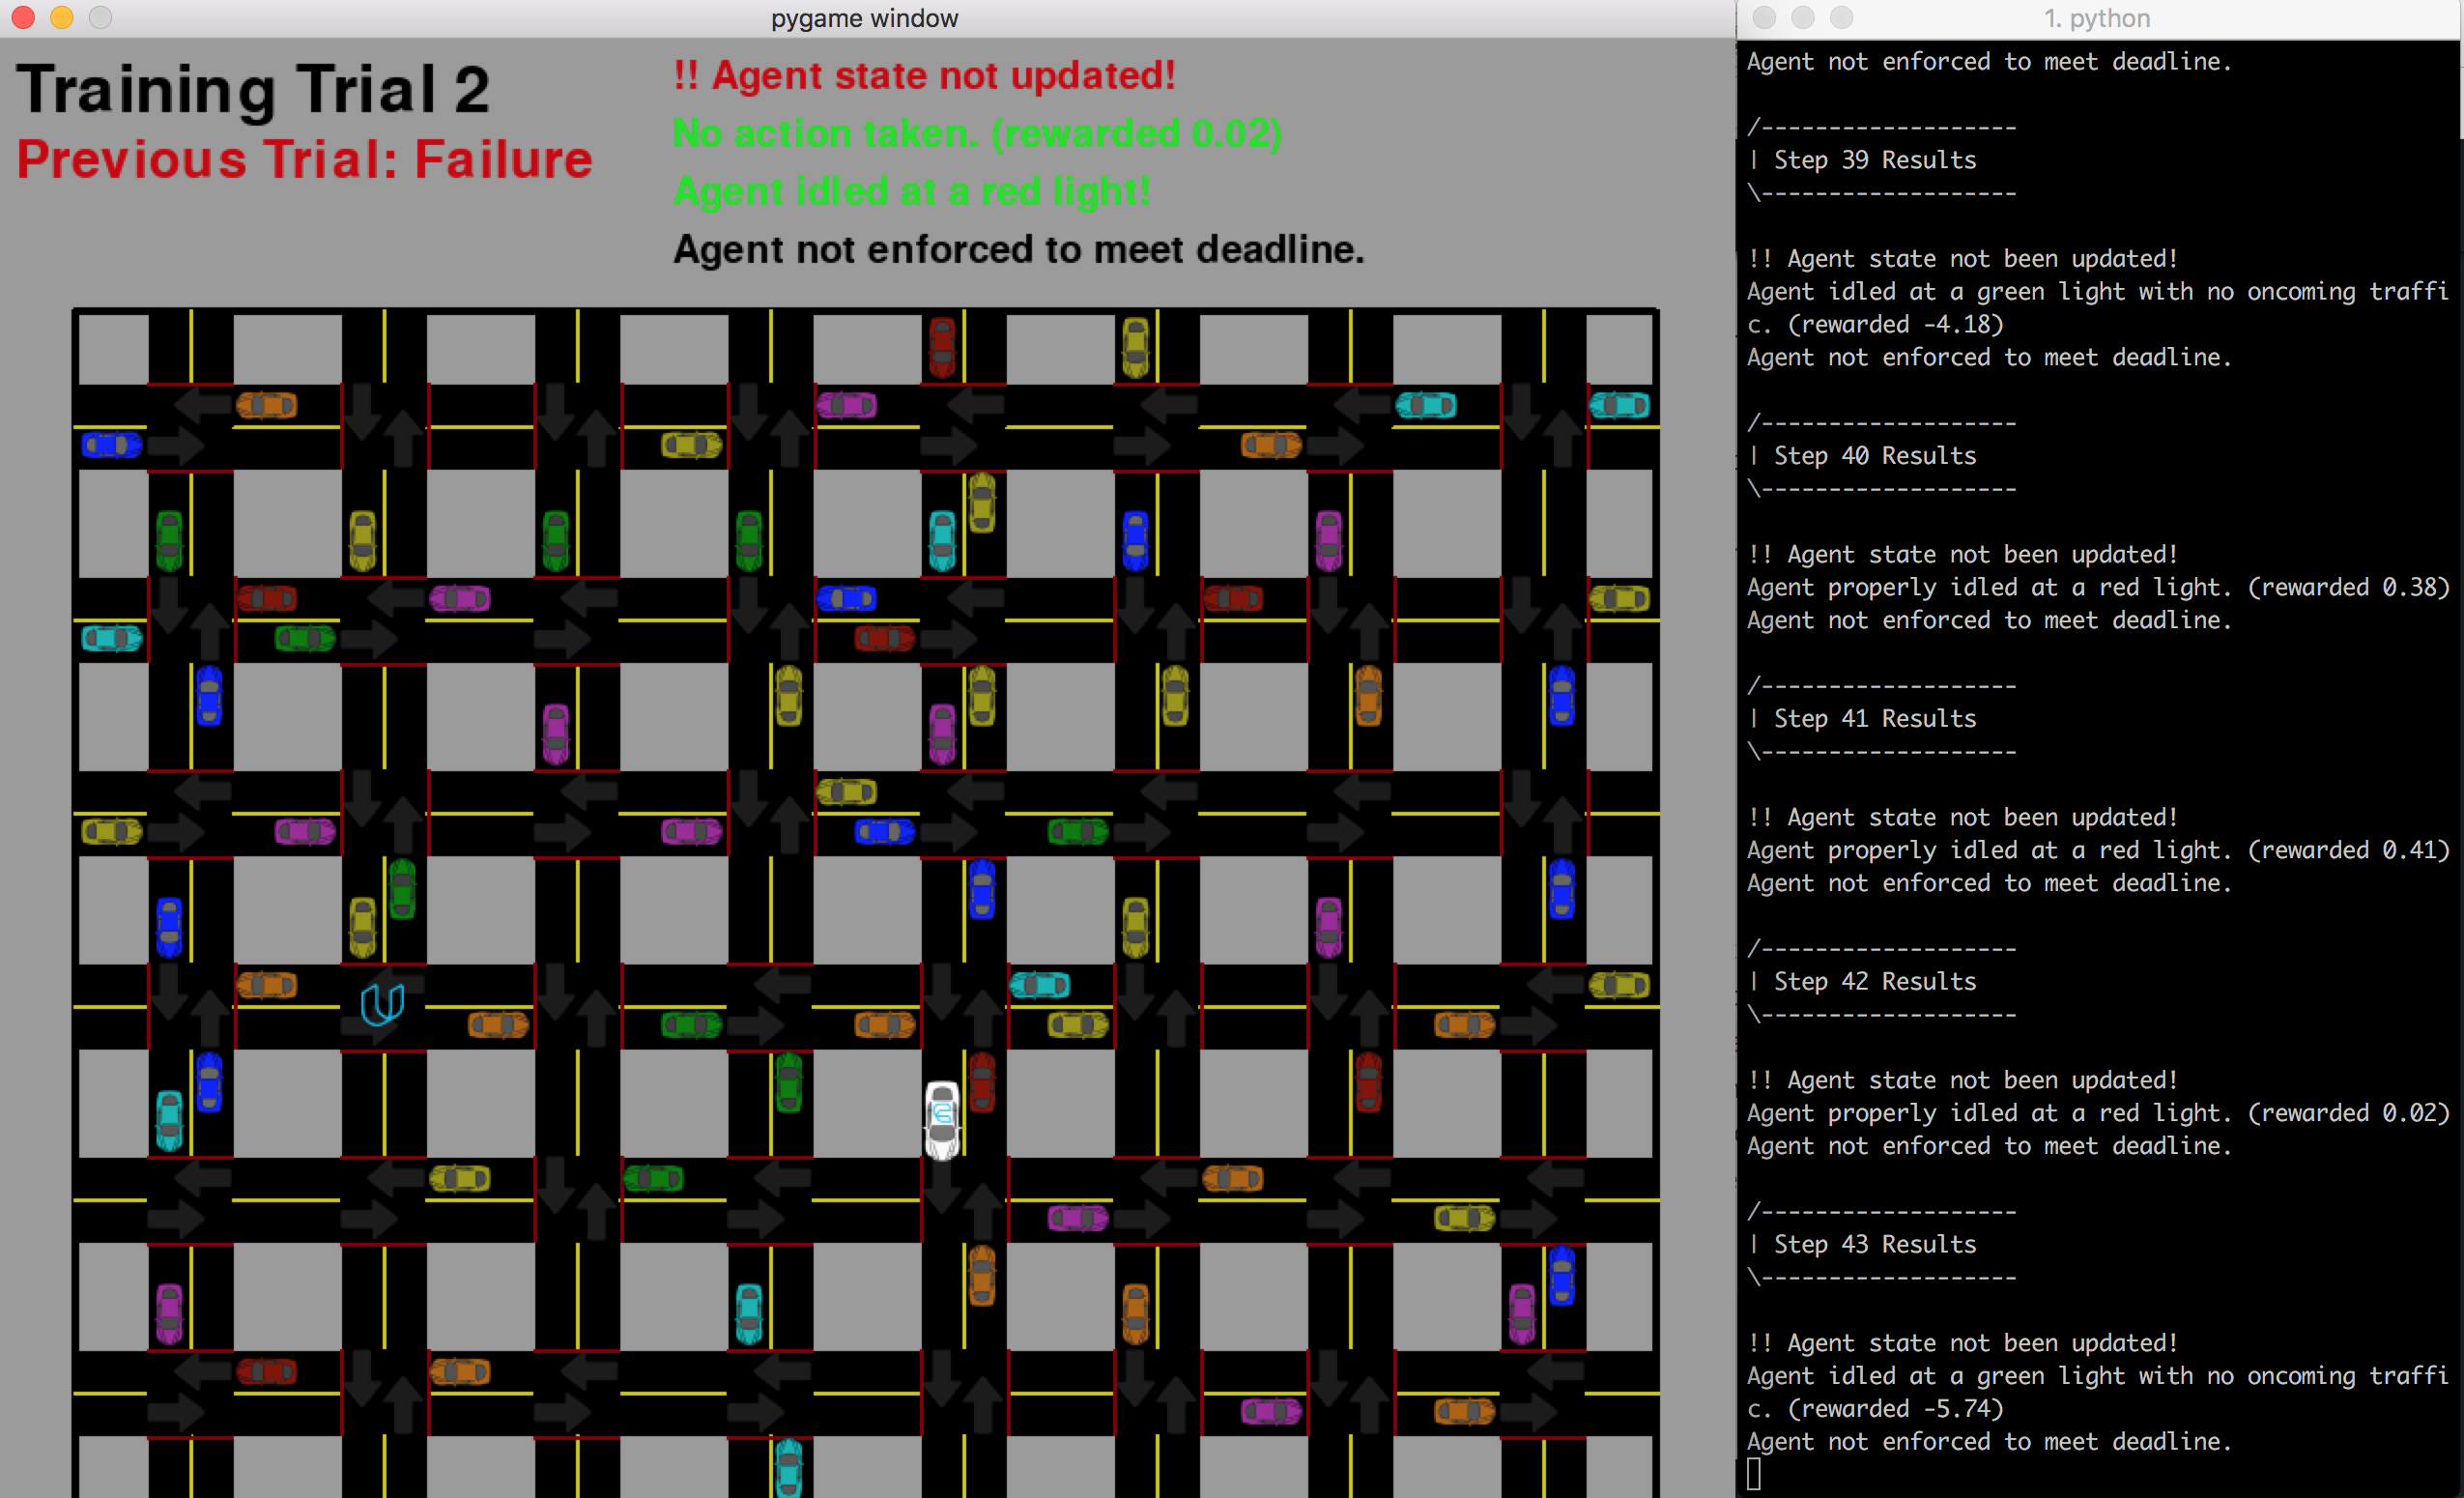 pygame window
Training Trial 2
Previous Trial: Failure
!! Agent state not updated!
No action taken. (rewarded 0.02)
Agent idled at a red light!
Agent not enforced to meet deadline.
1. python
Agent not enforced to meet deadline.
/-------------------
| Step 39 Results
\-------------------
!! Agent state not been updated!
Agent idled at a green light with no oncoming traffi
c. (rewarded -4.18)
Agent not enforced to meet deadline.
/-------------------
| Step 40 Results
\-------------------
!! Agent state not been updated!
Agent properly idled at a red light. (rewarded 0.38)
Agent not enforced to meet deadline.
/-------------------
| Step 41 Results
\-------------------
!! Agent state not been updated!
Agent properly idled at a red light. (rewarded 0.41)
Agent not enforced to meet deadline.
/-------------------
| Step 42 Results
\-------------------
!! Agent state not been updated!
Agent properly idled at a red light. (rewarded 0.02)
Agent not enforced to meet deadline.
/-------------------
| Step 43 Results
\-------------------
!! Agent state not been updated!
Agent idled at a green light with no oncoming traffi
c. (rewarded -5.74)
Agent not enforced to meet deadline.